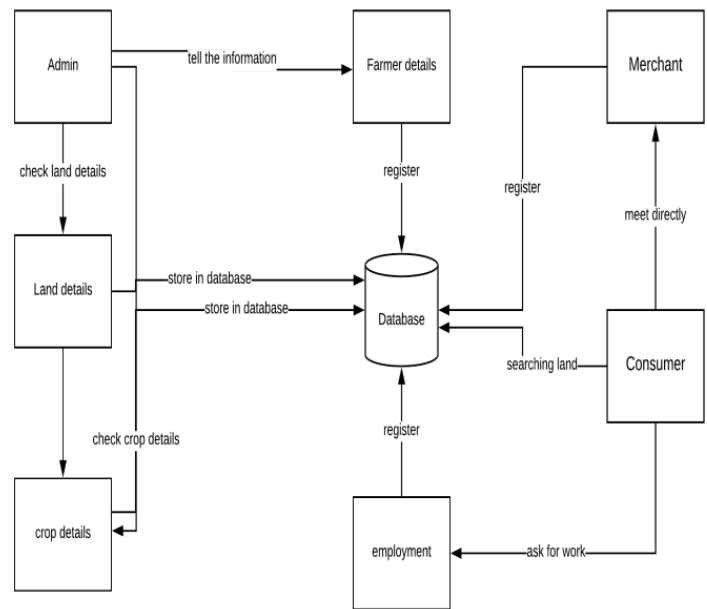 Admin
tell the information
Farmer details
Merchant
check land details
register
register
meet directly
Land details
store in database
store in database
Database
searching land
Consumer
check crop details
register
crop details
employment
ask for work